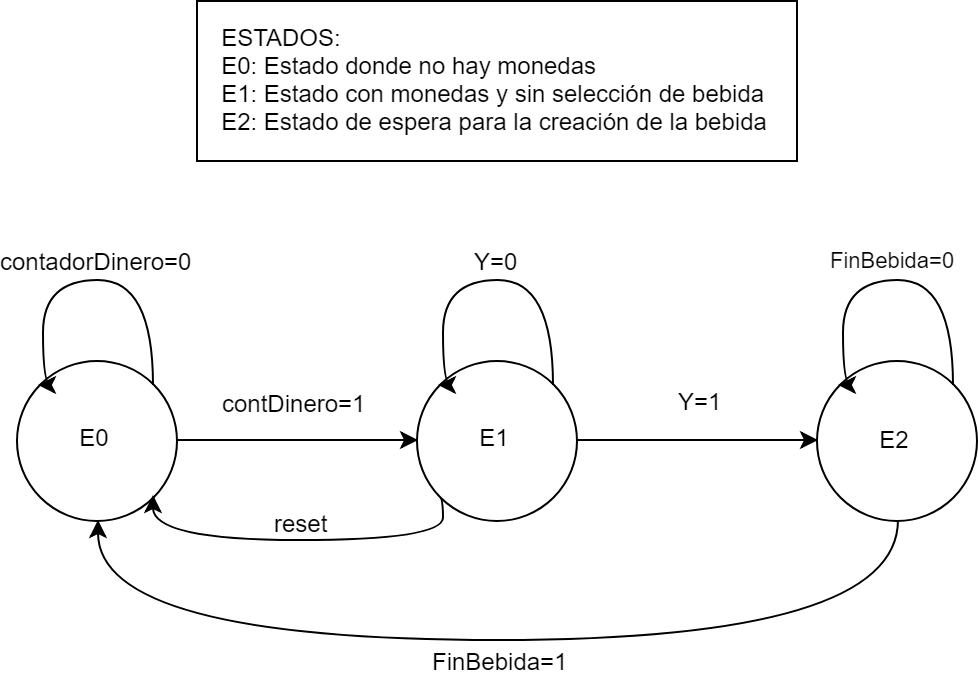 ESTADOS:
E0: Estado donde no hay monedas
E1: Estado con monedas y sin selección de bebida
E2: Estado de espera para la creación de la bebida
contadorDinero=0
Y=0
FinBebida=0
contDinero=1
Y=1
E0
E1
E2
reset
FinBebida=1